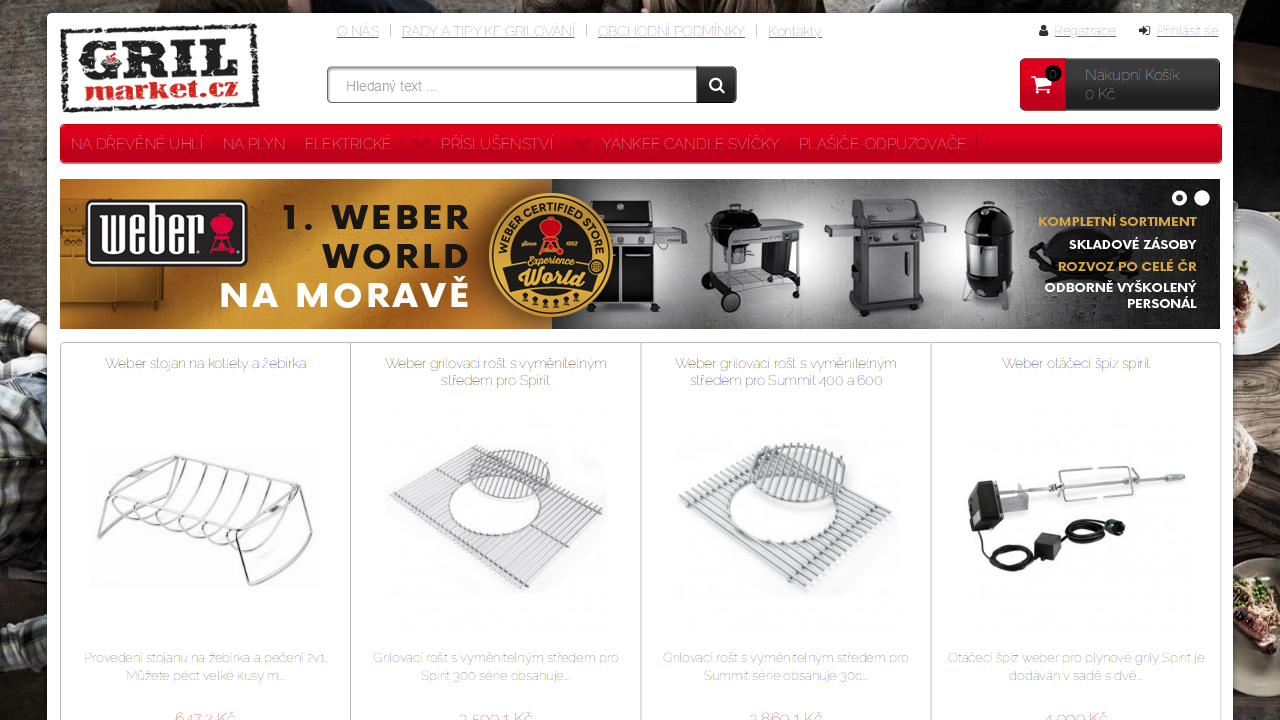 GRIL
market.cz
O NÁS
RADY A TIPY KE GRILOVÁNÍ
OBCHODNÍ PODMÍNKY
Kontakty
Registrace
Přihlásit se
Hledaný text ...
0
Nákupní Košík
0 Kč
NA DŘEVĚNÉ UHLÍ
NA PLYN
ELEKTRICKÉ
PŘÍSLUŠENSTVÍ
YANKEE CANDLE SVÍČKY
PLAŠIČE-ODPUZOVAČE
weber
1. WEBER
WORLD
NA MORAVĚ
WEBER CERTIFIED STORE
Since 1952
Experience
World
KOMPLETNÍ SORTIMENT
SKLADOVÉ ZÁSOBY
ROZVOZ PO CELÉ ČR
ODBORNĚ VYŠKOLENÝ
PERSONÁL
Weber stojan na kotlety a žebírka
Weber grilovací rošt s vyměnitelným
středem pro Spirit
Weber grilovací rošt s vyměnitelným
středem pro Summit 400 a 600
Weber otáčecí špíz spirit
Provedení stojanu na žebírka a pečení 2v1.
Můžete péct velké kusy m...
Grilovací rošt s vyměnitelným středem pro
Spirit 300 série obsahuje...
Grilovací rošt s vyměnitelným středem pro
Summit série obsahuje 30c...
Otáčecí špíz weber pro plynové grily Spirit je
dodáván v sadě s dvě...
647.3 Kč
3 509.1 Kč
3 869.1 Kč
4 999 Kč